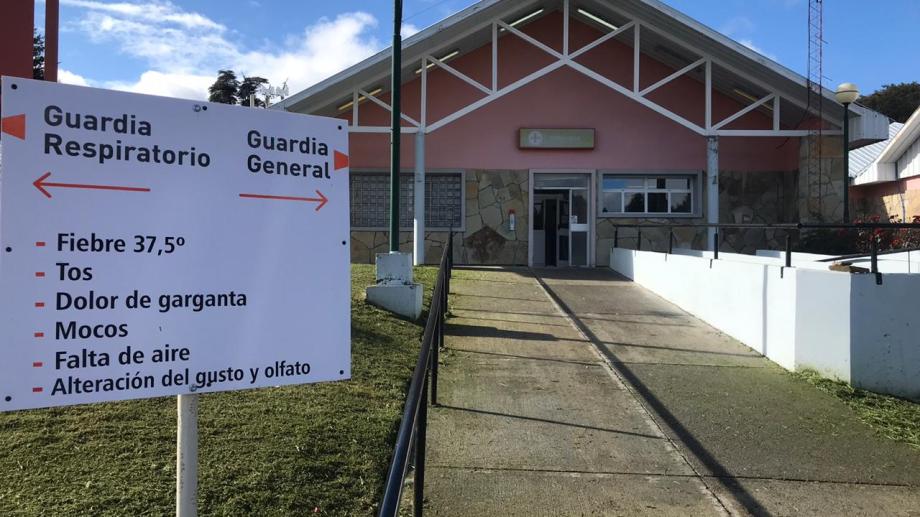 Guardia
Respiratorio
Guardia
General
Fiebre 37,5º
Tos
Dolor de garganta
Mocos
Falta de aire
Alteración del gusto y olfato